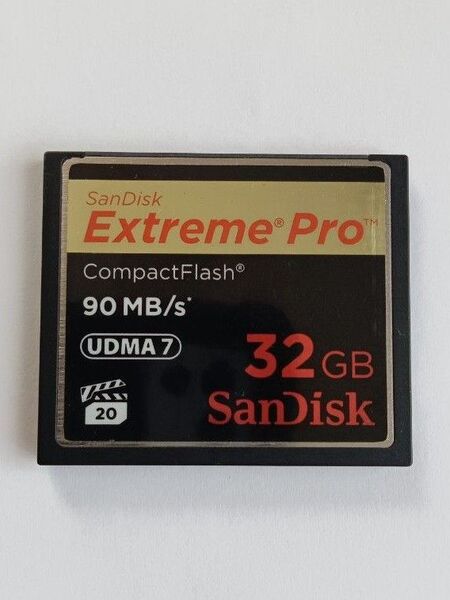 SanDisk
Extreme® Pro™
CompactFlash®
90 MB/s*
UDMA 7
32 GB
20
SanDisk